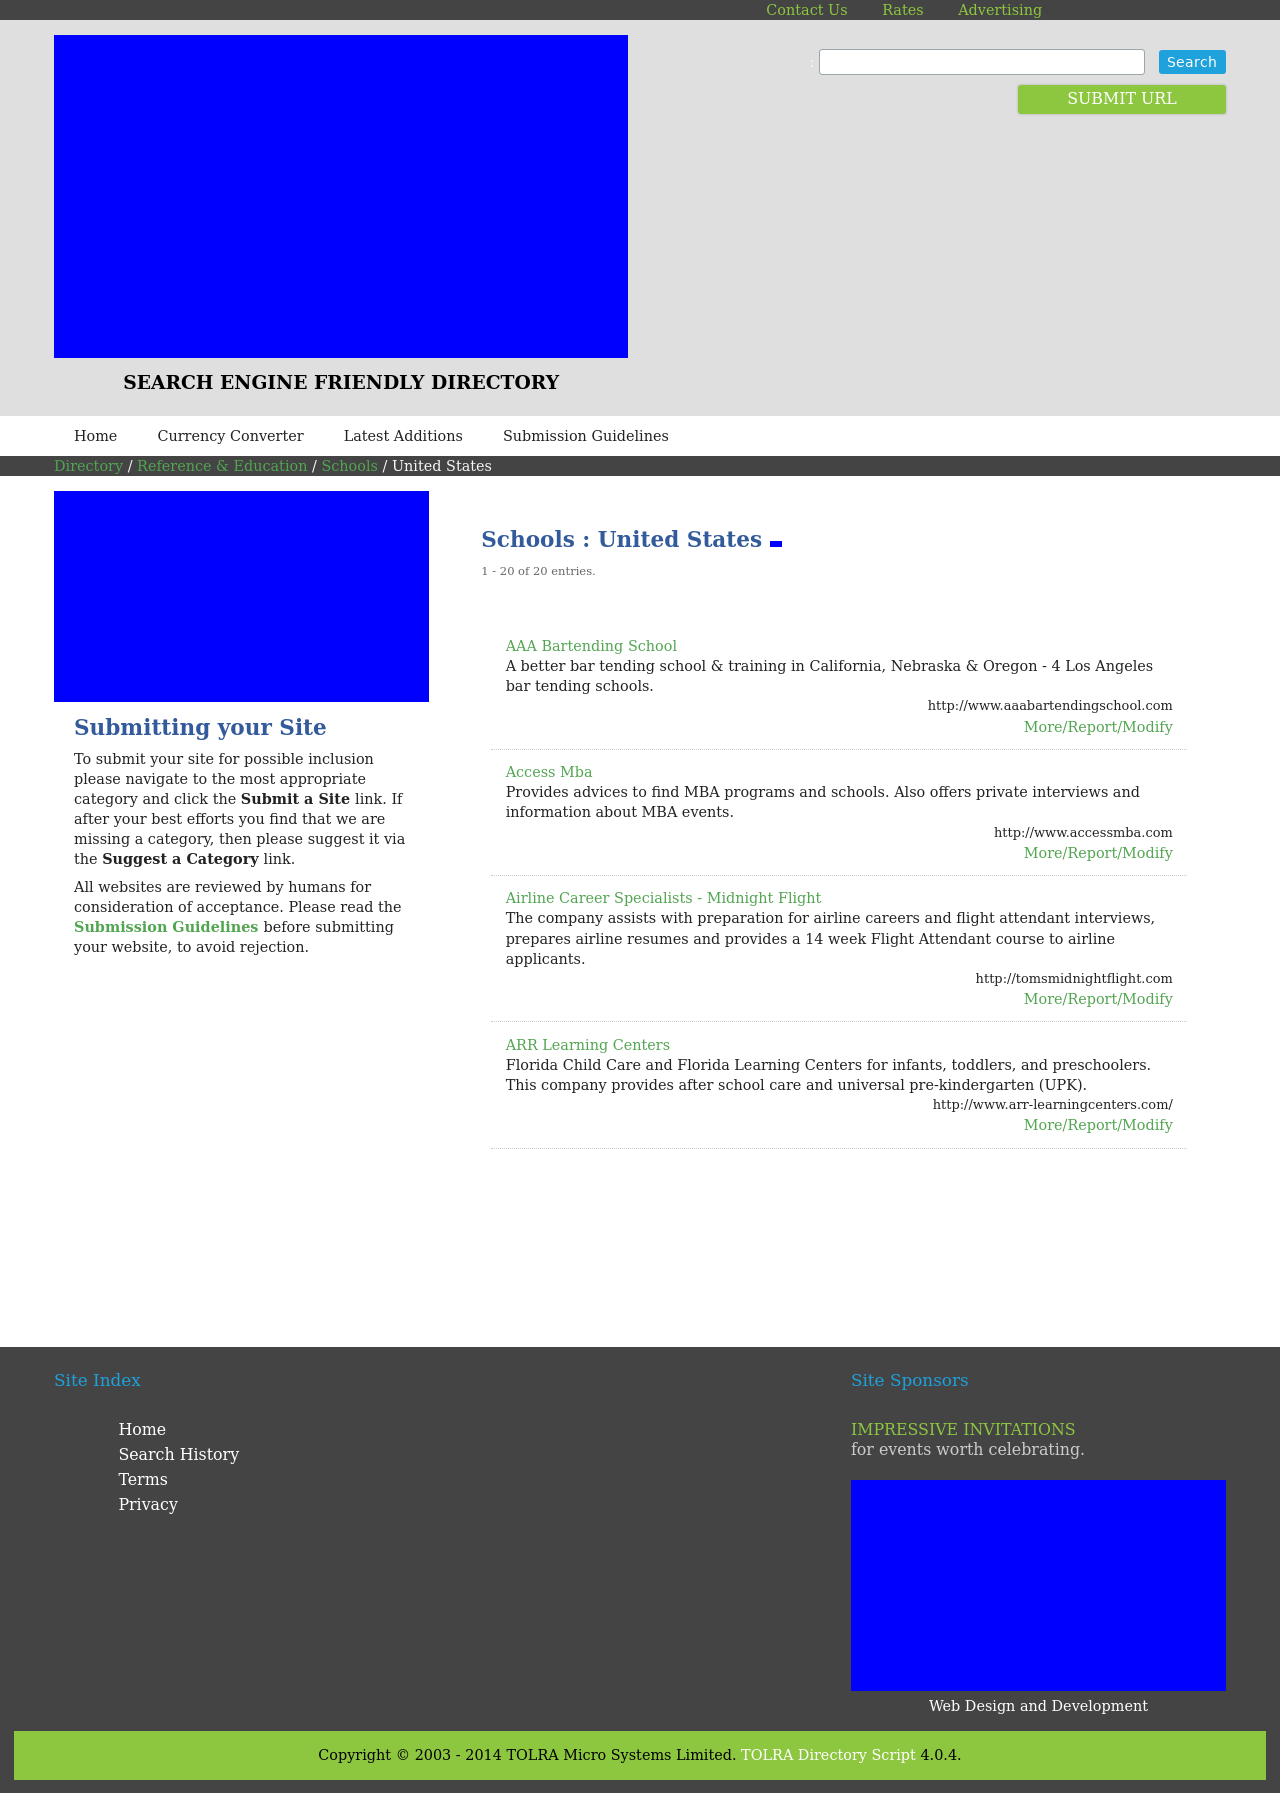 Contact Us Rates Advertising
: Search
SUBMIT URL
SEARCH ENGINE FRIENDLY DIRECTORY
Home Currency Converter Latest Additions Submission Guidelines
Directory / Reference & Education / Schools / United States
Submitting your Site
To submit your site for possible inclusion
please navigate to the most appropriate
category and click the Submit a Site link. If
after your best efforts you find that we are
missing a category, then please suggest it via
the Suggest a Category link.
All websites are reviewed by humans for
consideration of acceptance. Please read the
Submission Guidelines before submitting
your website, to avoid rejection.
Schools : United States
1 - 20 of 20 entries.
AAA Bartending School
A better bar tending school & training in California, Nebraska & Oregon - 4 Los Angeles
bar tending schools.
http://www.aaabartendingschool.com
More/Report/Modify
Access Mba
Provides advices to find MBA programs and schools. Also offers private interviews and
information about MBA events.
http://www.accessmba.com
More/Report/Modify
Airline Career Specialists - Midnight Flight
The company assists with preparation for airline careers and flight attendant interviews,
prepares airline resumes and provides a 14 week Flight Attendant course to airline
applicants.
http://tomsmidnightflight.com
More/Report/Modify
ARR Learning Centers
Florida Child Care and Florida Learning Centers for infants, toddlers, and preschoolers.
This company provides after school care and universal pre-kindergarten (UPK).
http://www.arr-learningcenters.com/
More/Report/Modify
Site Index
Home
Search History
Terms
Privacy
Site Sponsors
IMPRESSIVE INVITATIONS
for events worth celebrating.
Web Design and Development
Copyright © 2003 - 2014 TOLRA Micro Systems Limited. TOLRA Directory Script 4.0.4.